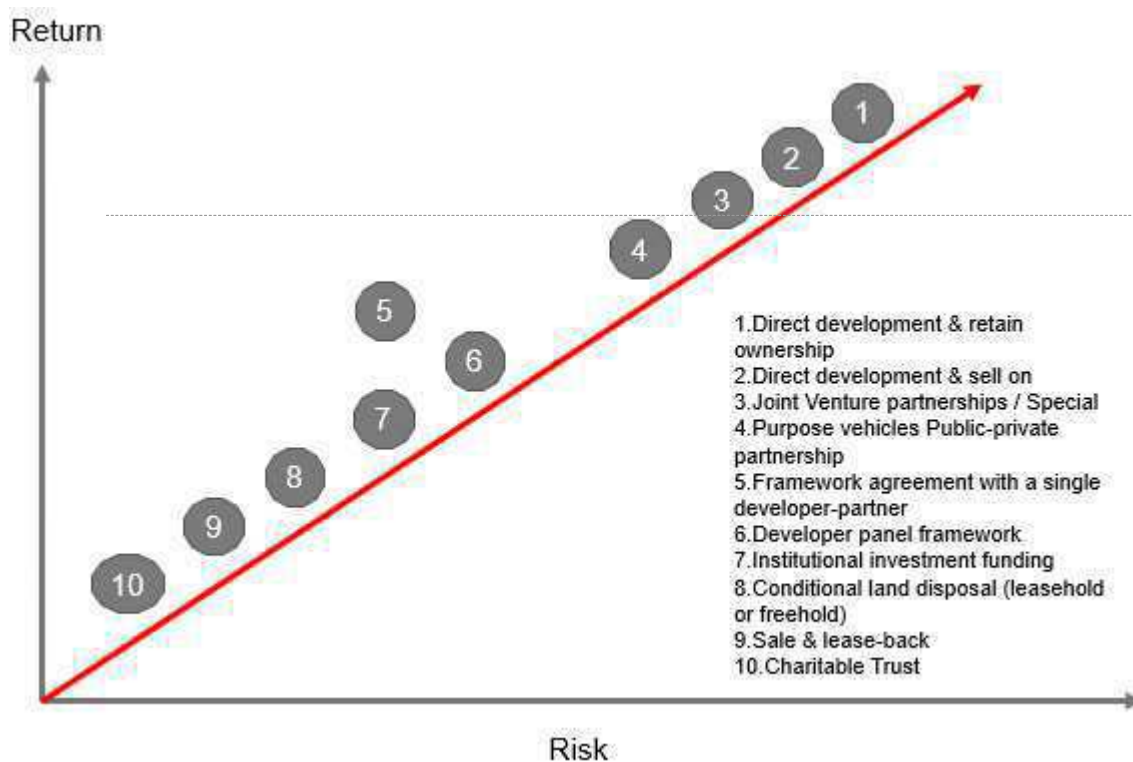 Return
1
2
3
4
5
6
7
8
9
10
1.Direct development & retain
ownership
2.Direct development & sell on
3.Joint Venture partnerships / Special
4.Purpose vehicles Public-private
partnership
5.Framework agreement with a single
developer-partner
6.Developer panel framework
7.Institutional investment funding
8.Conditional land disposal (leasehold
or freehold)
9.Sale & lease-back
10.Charitable Trust
Risk